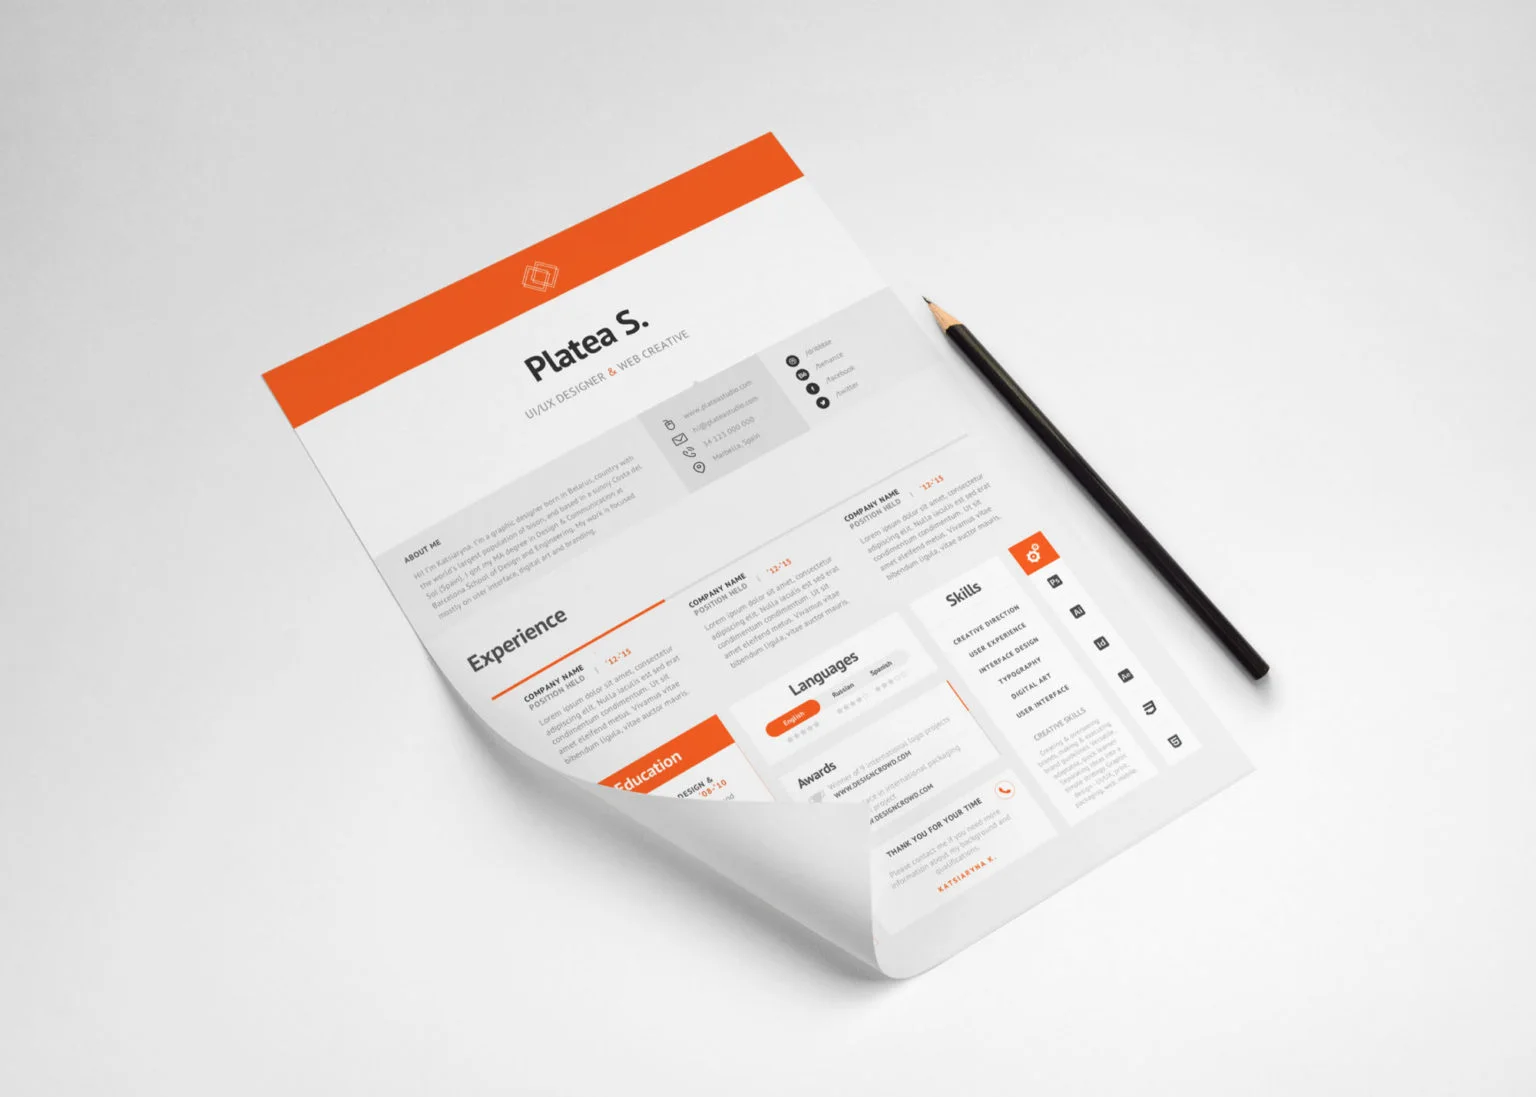 Platea S.
UI/UX DESIGNER & WEB CREATIVE
ABOUT ME
Hi! I'm Katsiaryna. I'm a graphic designer born in Belarus, country with
the world's largest population of bison, and based in a sunny Costa del
Sol (Spain). I got my MA degree in Design & Communication at
Barcelona School of Design and Engineering. My work is focused
mostly on user interface, digital art and branding.
www.plateastudio.com
hi@plateastudio.com
34 123 000 000
Marbella, Spain
/dribbble
/behance
/facebook
/twitter
Experience
COMPANY NAME
POSITION HELD | '12-'15
Lorem ipsum dolor sit amet, consectetur
adipiscing elit. Nulla iaculis est sed erat
condimentum condimentum. Ut sit
amet eleifend metus. Vivamus vitae
bibendum ligula, vitae auctor mauris.
COMPANY NAME
POSITION HELD | '12-'15
Lorem ipsum dolor sit amet, consectetur
adipiscing elit. Nulla iaculis est sed erat
condimentum condimentum. Ut sit
amet eleifend metus. Vivamus vitae
bibendum ligula, vitae auctor mauris.
COMPANY NAME
POSITION HELD | '12-'15
Lorem ipsum dolor sit amet, consectetur
adipiscing elit. Nulla iaculis est sed erat
condimentum condimentum. Ut sit
amet eleifend metus. Vivamus vitae
bibendum ligula, vitae auctor mauris.
Education
DESIGN &
'08-'10
Languages
English
Russian
Spanish
Awards
Winner of 9 international logo projects
WWW.DESIGNCROWD.COM
in international packaging
project
DESIGNCROWD.COM
THANK YOU FOR YOUR TIME
Please contact me if you need more
information about my background and
qualifications.
KATSIARYNA K.
Skills
CREATIVE DIRECTION
USER EXPERIENCE
INTERFACE DESIGN
TYPOGRAPHY
DIGITAL ART
USER INTERFACE
CREATIVE SKILLS
Creating & overseeing
brands, making & executing
brand guidelines. Versatile,
adaptable, quick learner
Separating ideas into a
simple strategy. Graphic
design - UI/UX, print,
packaging, web, mobile.
Ps
Ai
Id
Ae